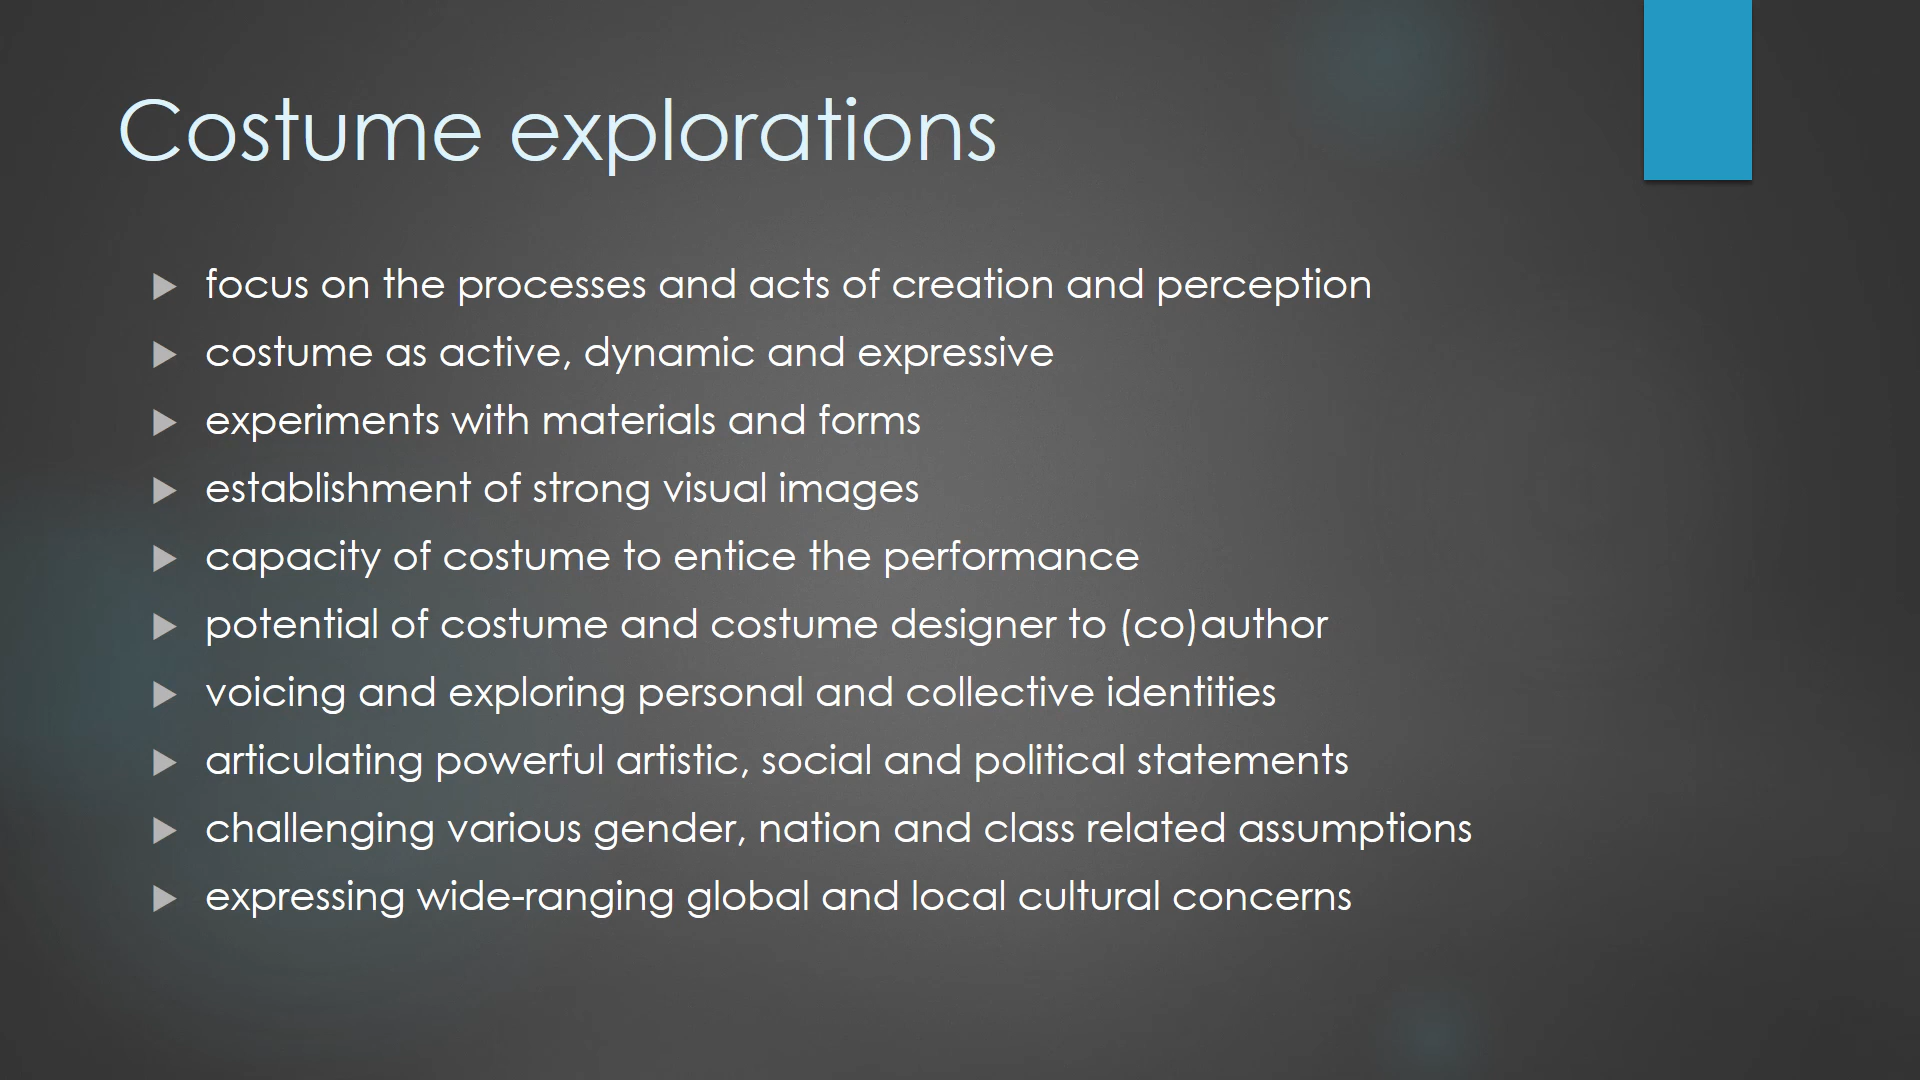 Costume explorations
focus on the processes and acts of creation and perception
costume as active, dynamic and expressive
experiments with materials and forms
establishment of strong visual images
capacity of costume to entice the performance
potential of costume and costume designer to (co)author
voicing and exploring personal and collective identities
articulating powerful artistic, social and political statements
challenging various gender, nation and class related assumptions
expressing wide-ranging global and local cultural concerns